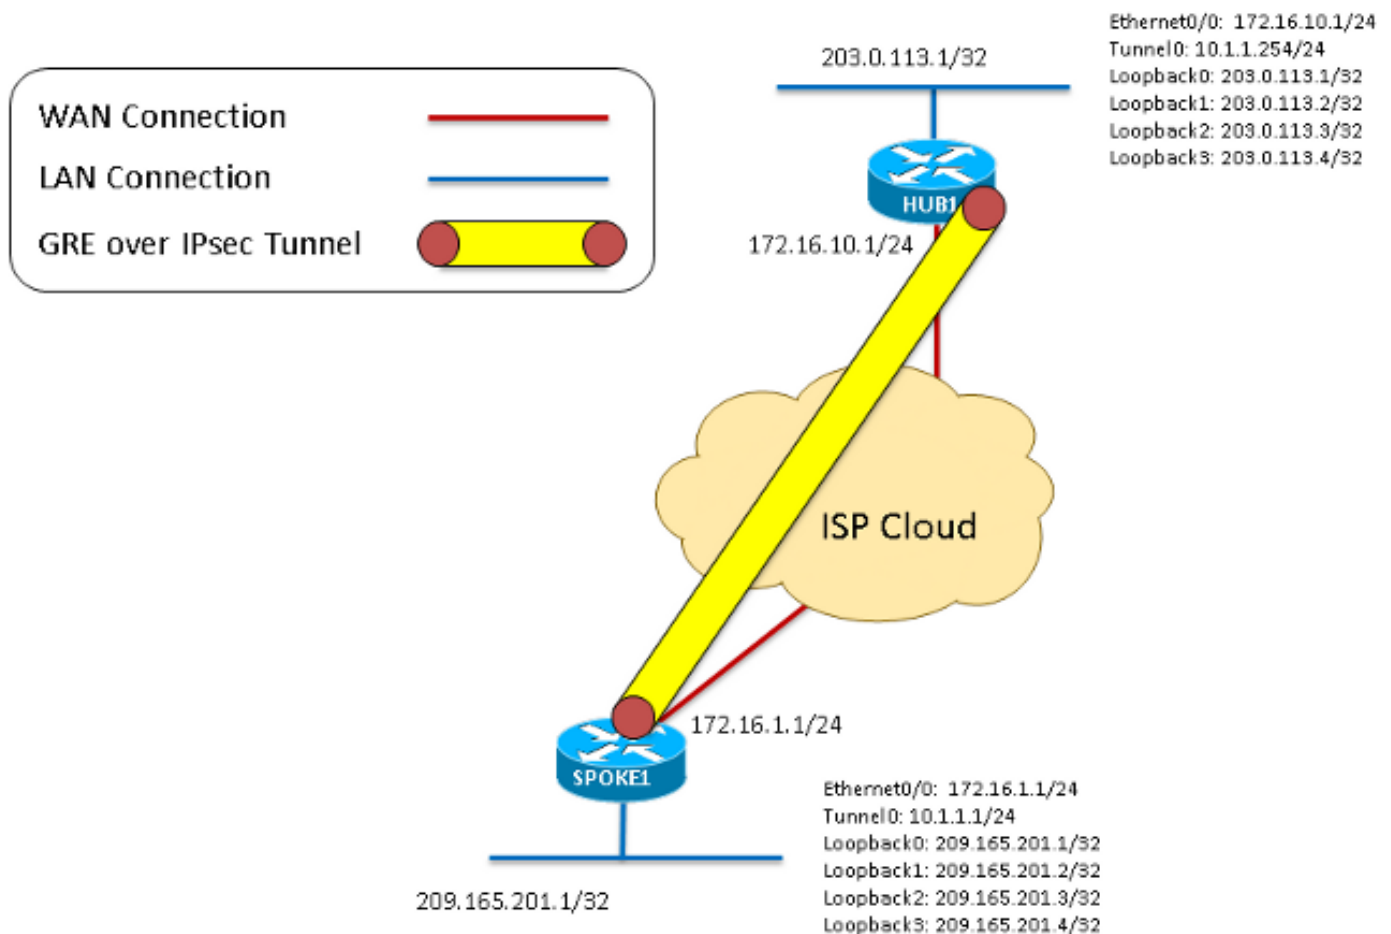 Ethernet0/0: 172.16.10.1/24
Tunnel0: 10.1.1.254/24
Loopback0: 203.0.113.1/32
Loopback1: 203.0.113.2/32
Loopback2: 203.0.113.3/32
Loopback3: 203.0.113.4/32
203.0.113.1/32
WAN Connection
LAN Connection
GRE over IPsec Tunnel
HUB1
172.16.10.1/24
ISP Cloud
172.16.1.1/24
SPOKE1
Ethernet0/0: 172.16.1.1/24
Tunnel0: 10.1.1.1/24
Loopback0: 209.165.201.1/32
Loopback1: 209.165.201.2/32
Loopback2: 209.165.201.3/32
Loopback3: 209.165.201.4/32
209.165.201.1/32